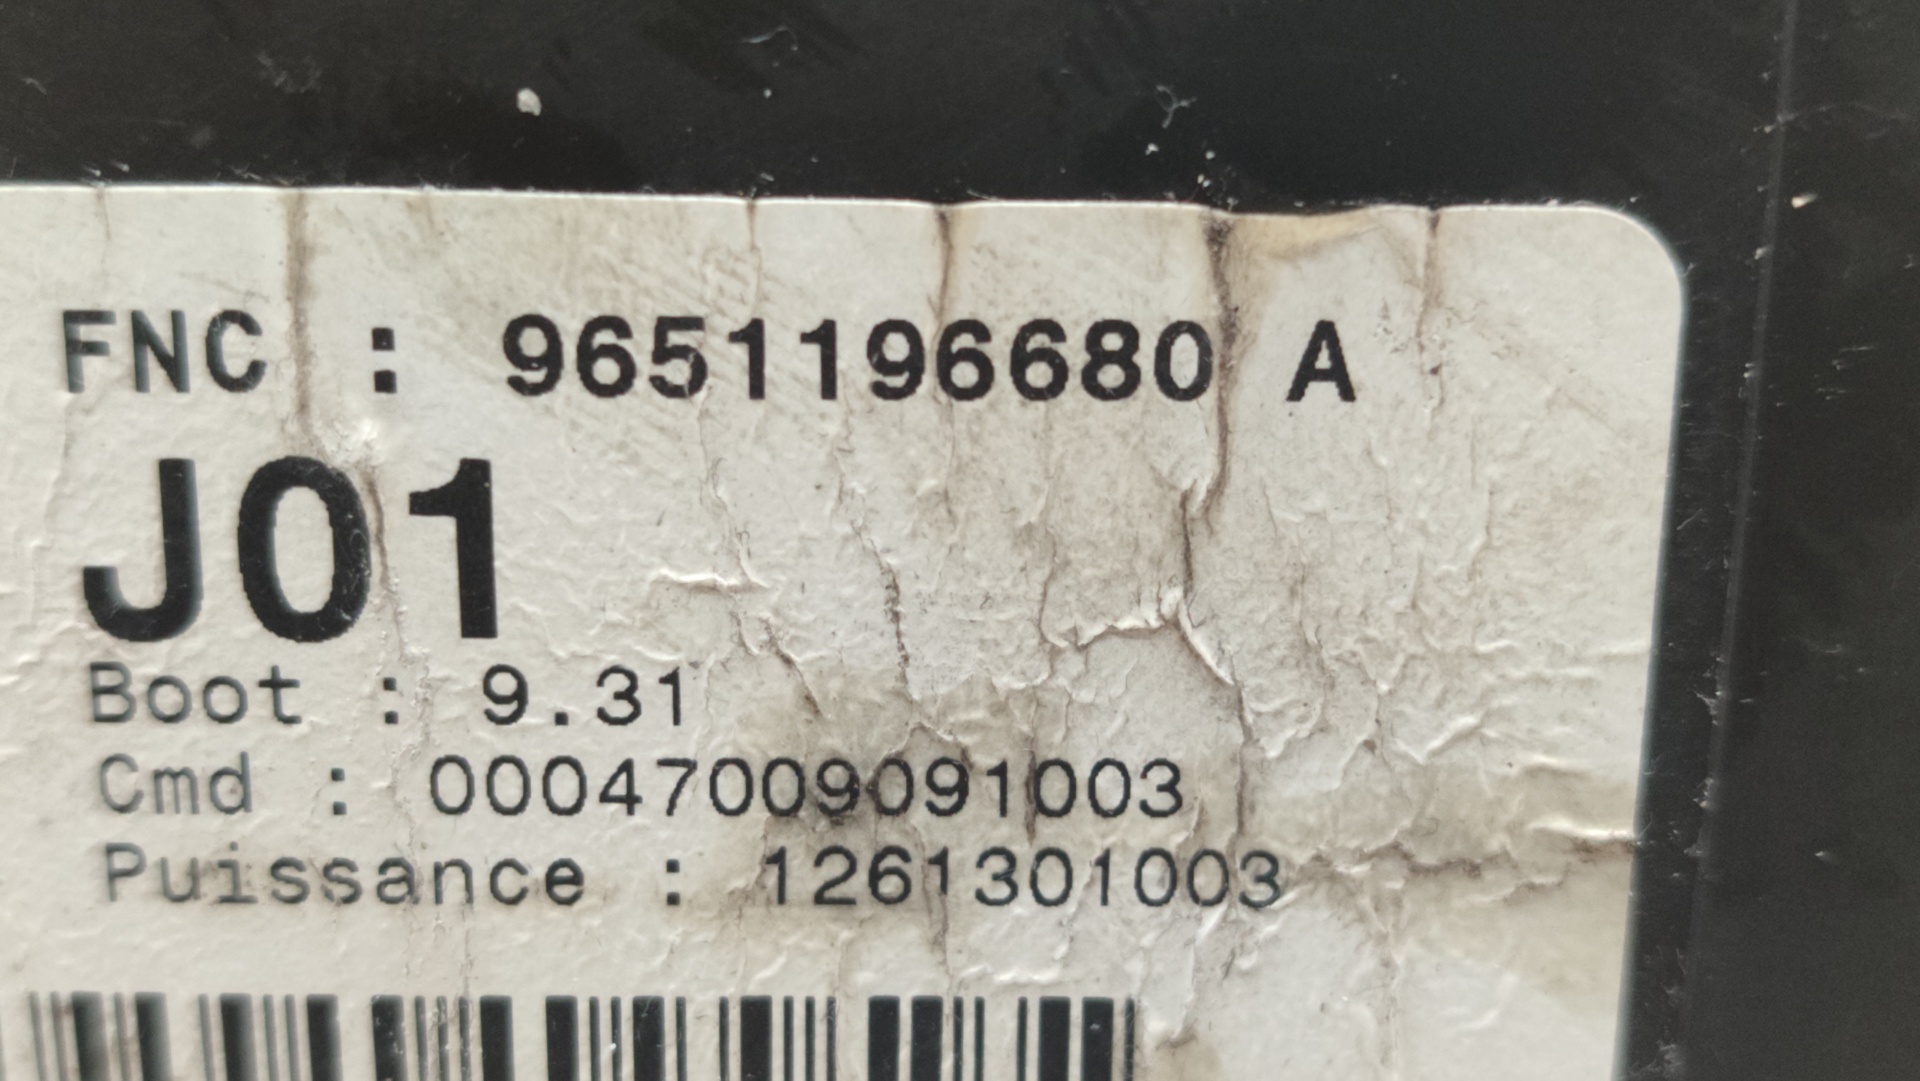 FNC : 9651196680 A
J01
Boot : 9.31
Cmd : 00047009091003
Puissance : 1261301003